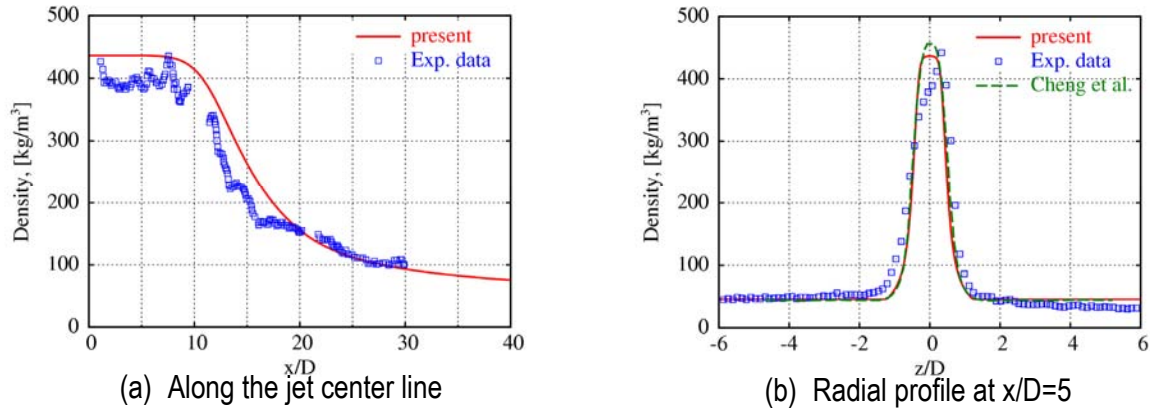 500
400
300
200
100
0
Density, [kg/m³]
present
Exp. data
0
10
20
30
40
x/D
(a) Along the jet center line
500
400
300
200
100
0
Density, [kg/m³]
present
Exp. data
Cheng et al.
-6
-4
-2
0
2
4
6
z/D
(b) Radial profile at x/D=5